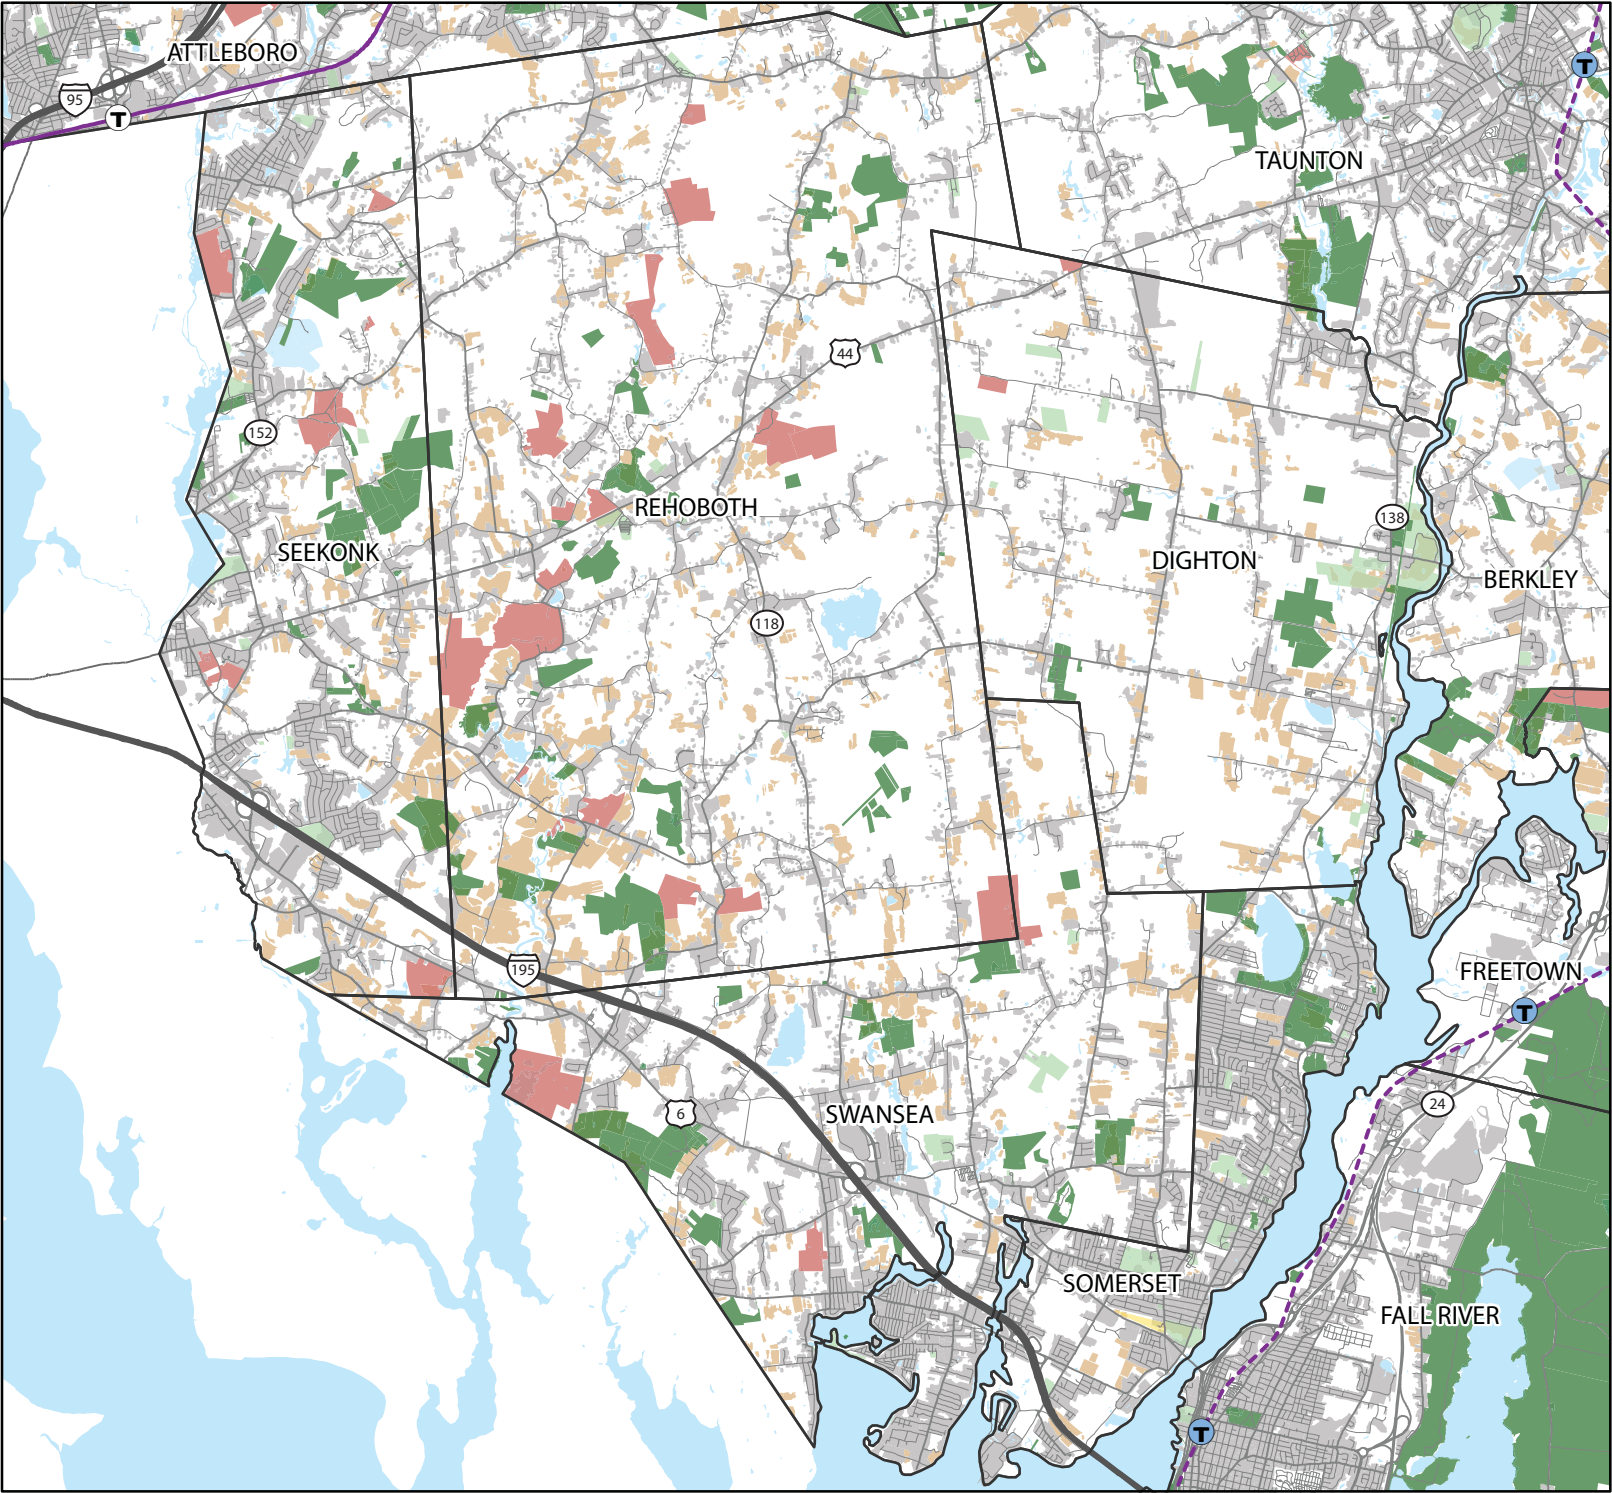 ATTLEBORO
T
95
T
TAUNTON
44
152
REHOBOTH
138
SEEKONK
DIGHTON
BERKLEY
118
195
FREETOWN
T
6
SWANSEA
24
SOMERSET
FALL RIVER
T